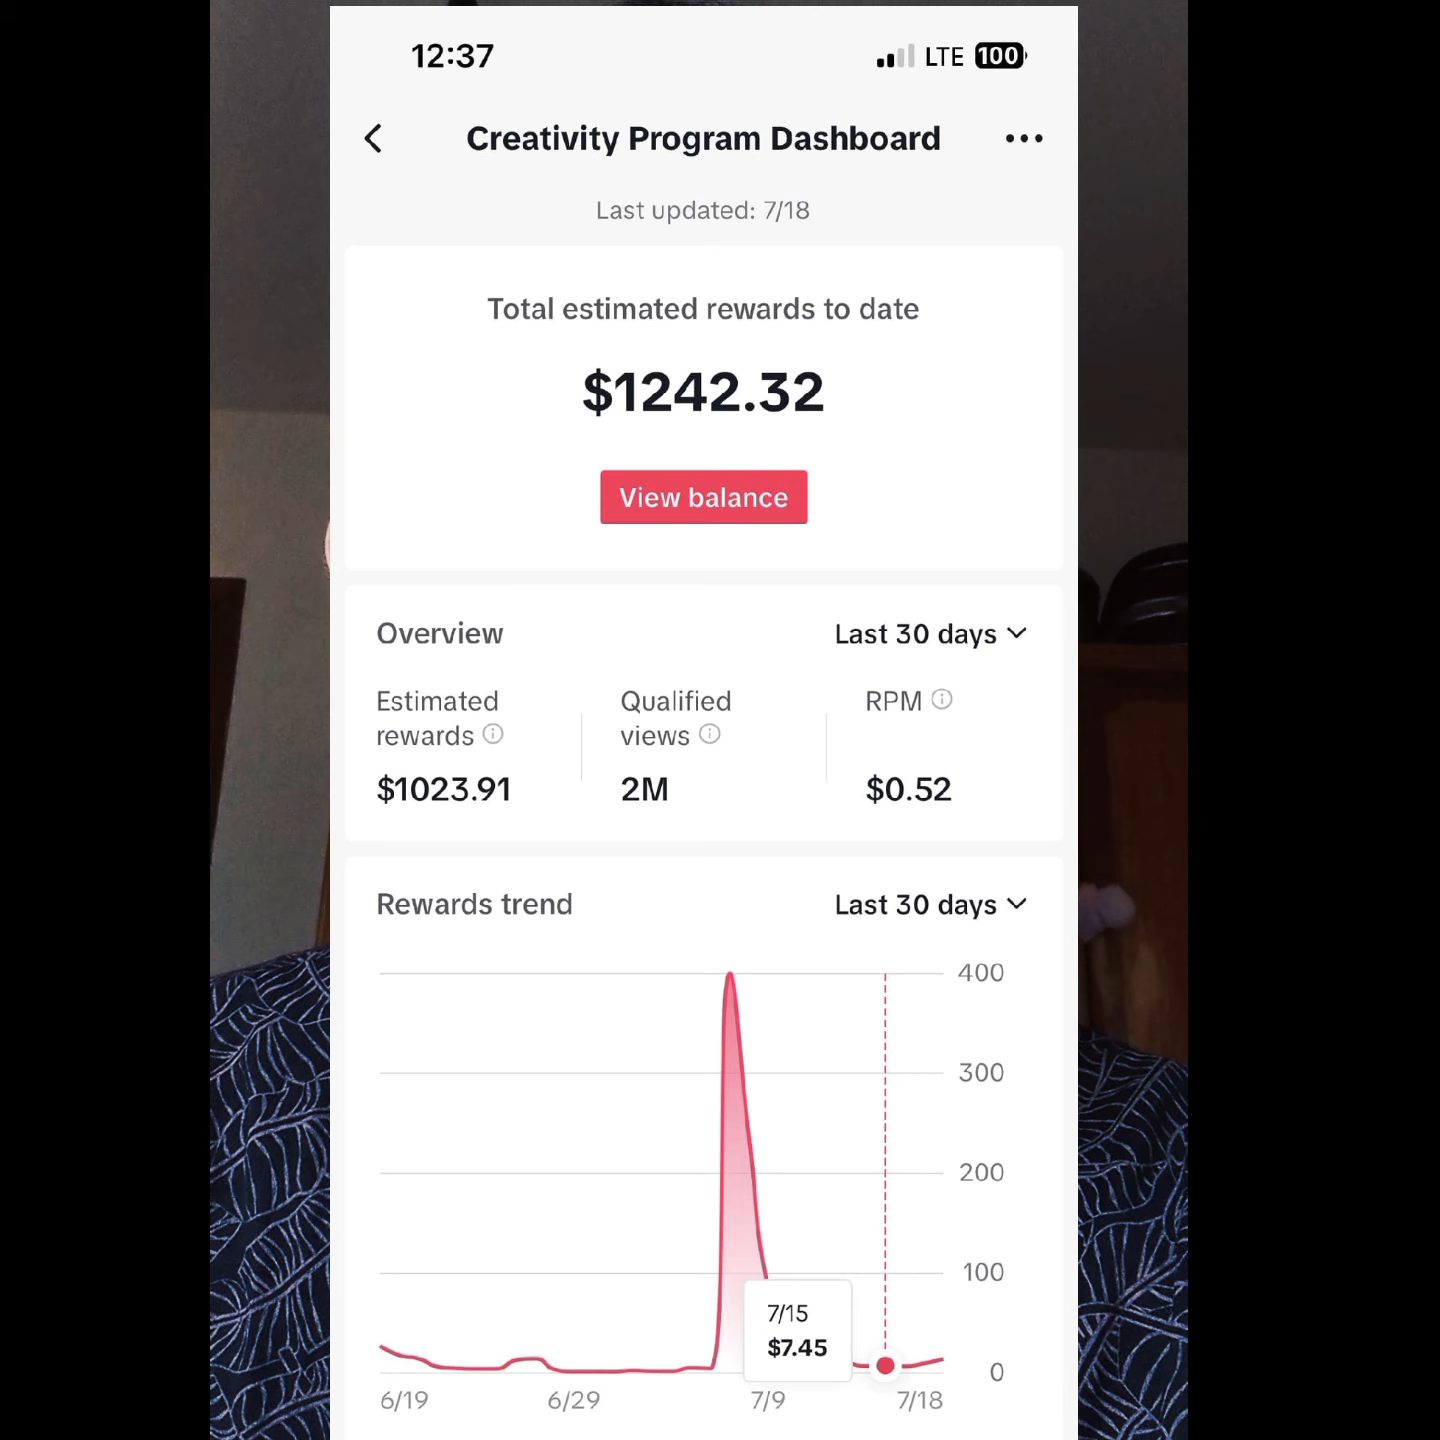 12:37
LTE 100
Creativity Program Dashboard
Last updated: 7/18
Total estimated rewards to date
$1242.32
View balance
Overview
Last 30 days
Estimated
rewards
$1023.91
Qualified
views
2M
RPM
$0.52
Rewards trend
Last 30 days
400
300
200
100
0
7/15
$7.45
6/19
6/29
7/9
7/18